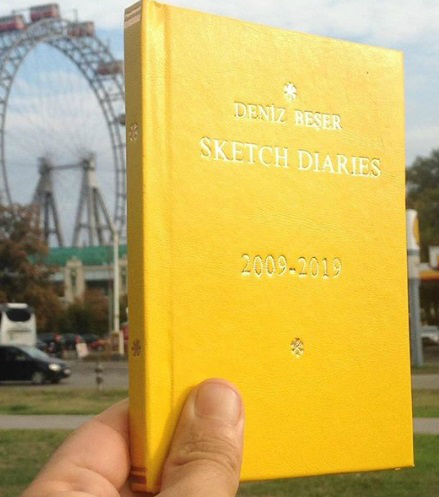 DENİZ BEŞER
SKETCH DIARIES
2009-2019